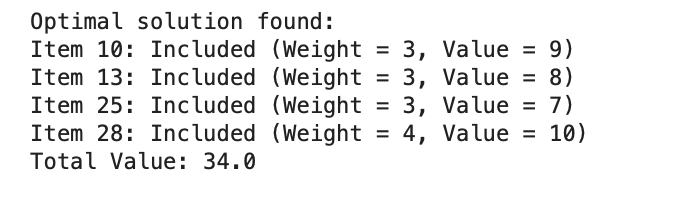 Optimal solution found:
Item 10: Included (Weight = 3, Value = 9)
Item 13: Included (Weight = 3, Value = 8)
Item 25: Included (Weight = 3, Value = 7)
Item 28: Included (Weight = 4, Value = 10)
Total Value: 34.0